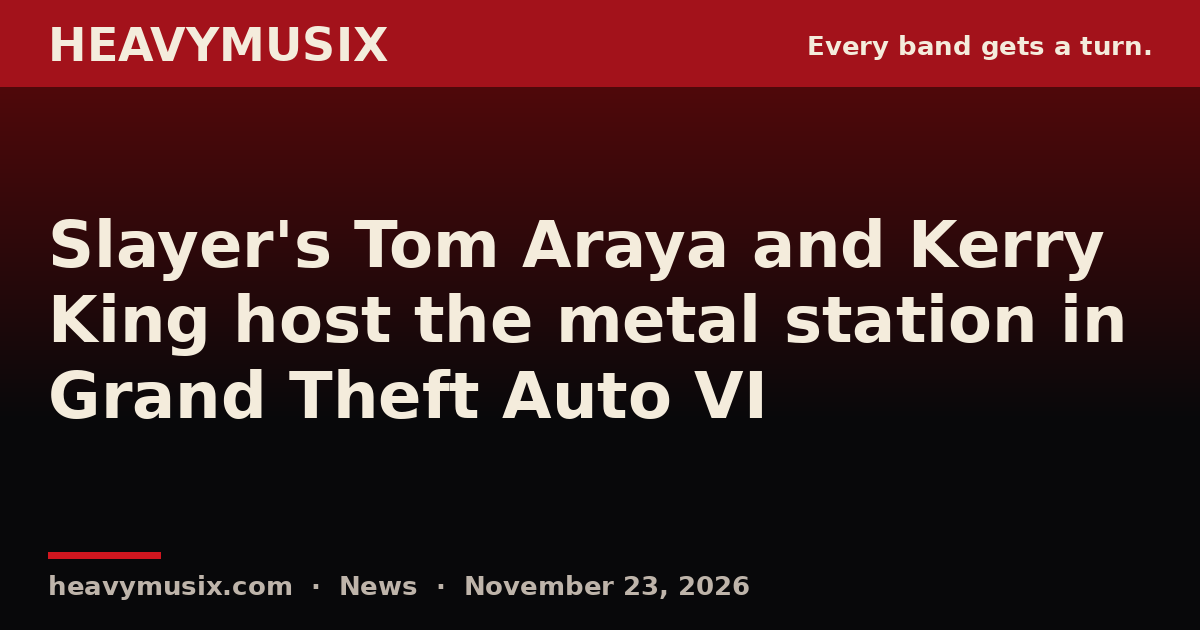 HEAVYMUSIX
Every band gets a turn.
Slayer's Tom Araya and Kerry
King host the metal station in
Grand Theft Auto VI
heavymusix.com · News · November 23, 2026